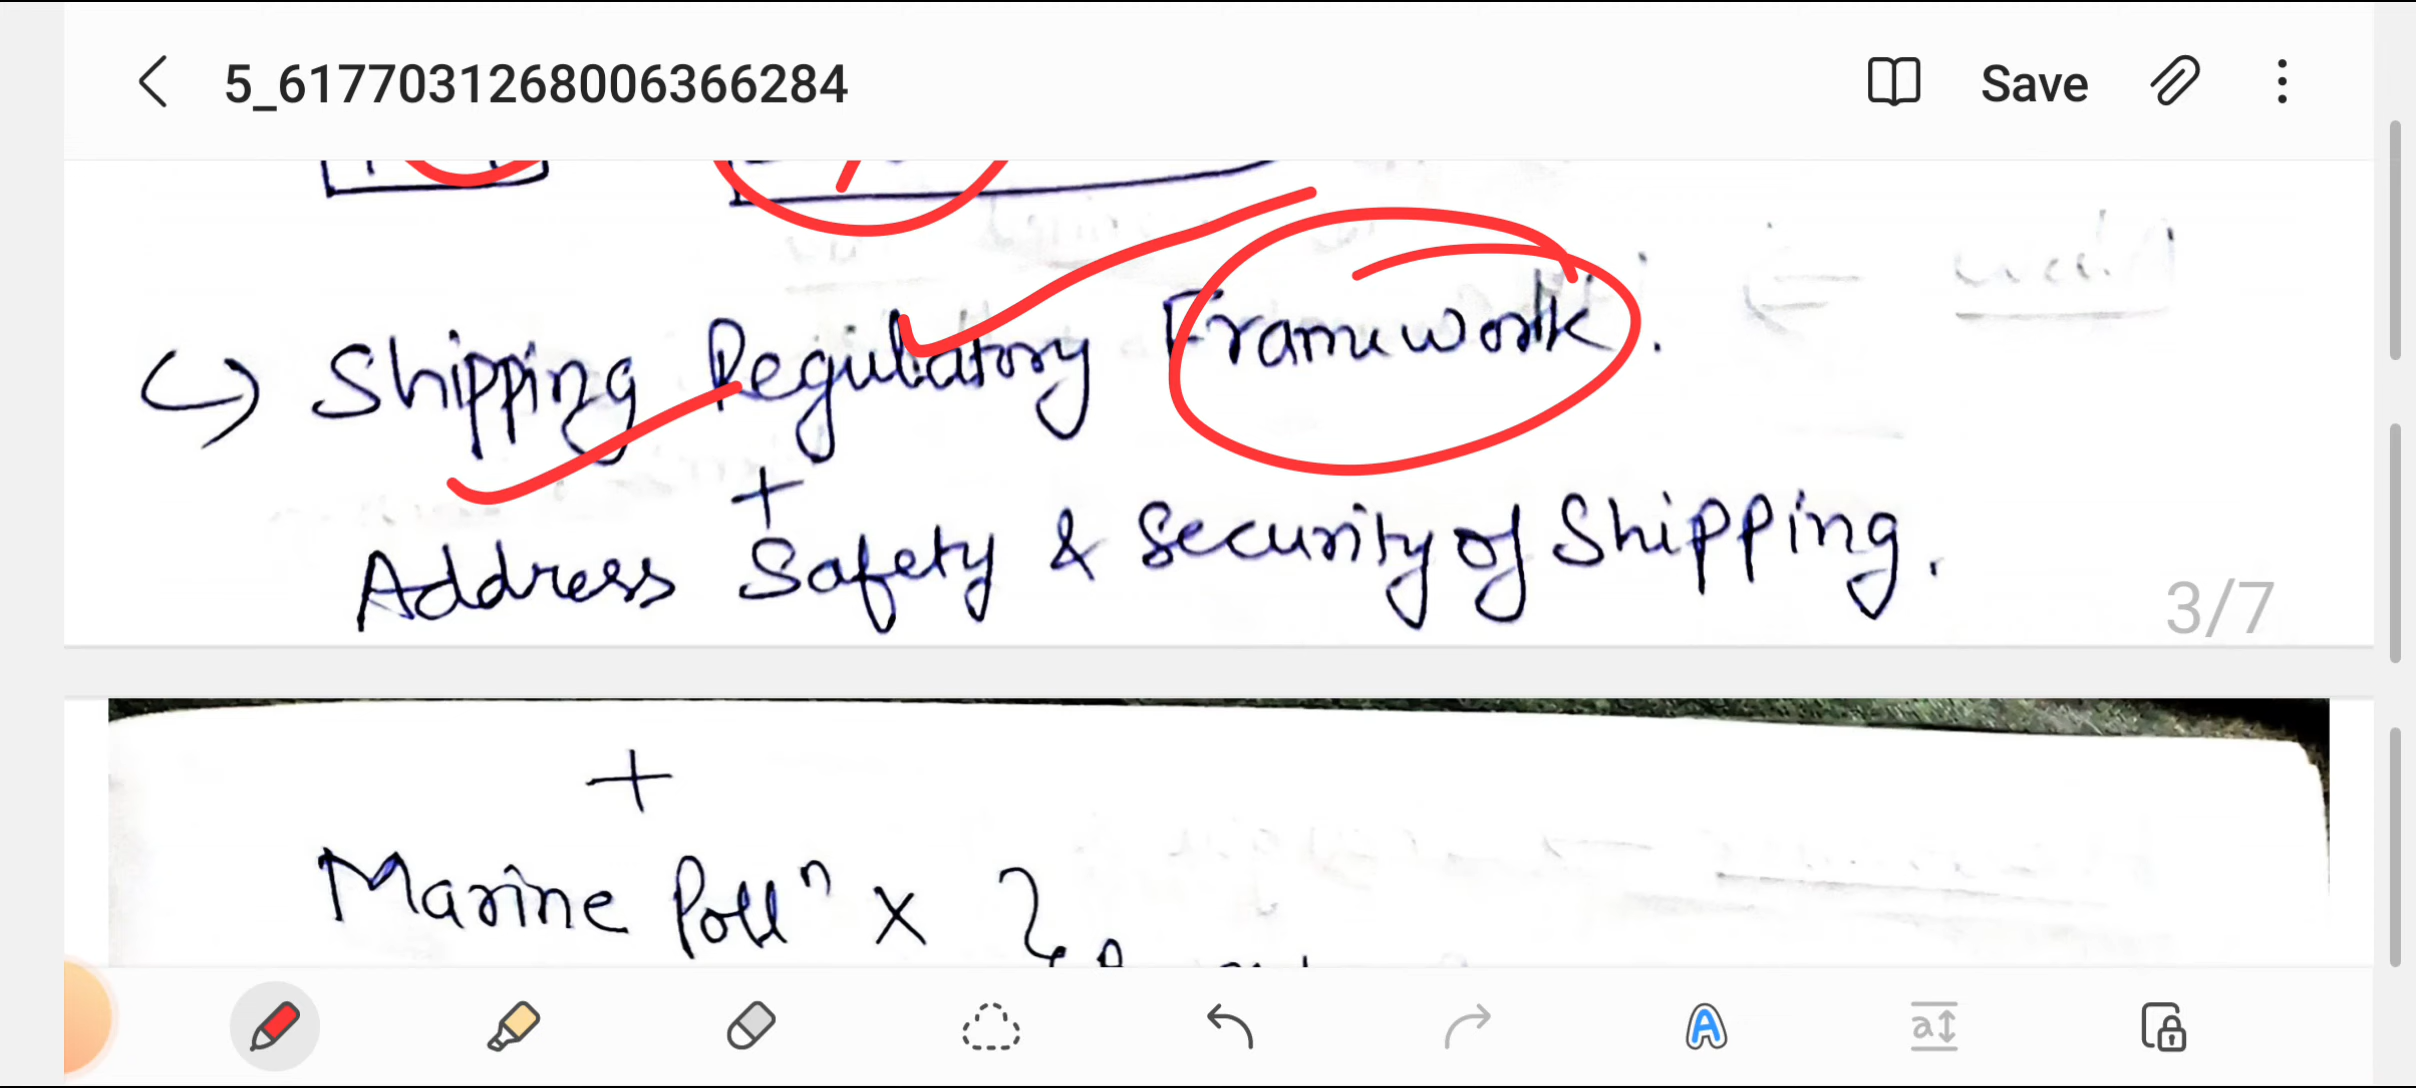 5_6177031268006366284
Save
Shipping Regulatory Framework.
+
Address Safety & Security of Shipping.
3/7
+
Marine Pollⁿ x